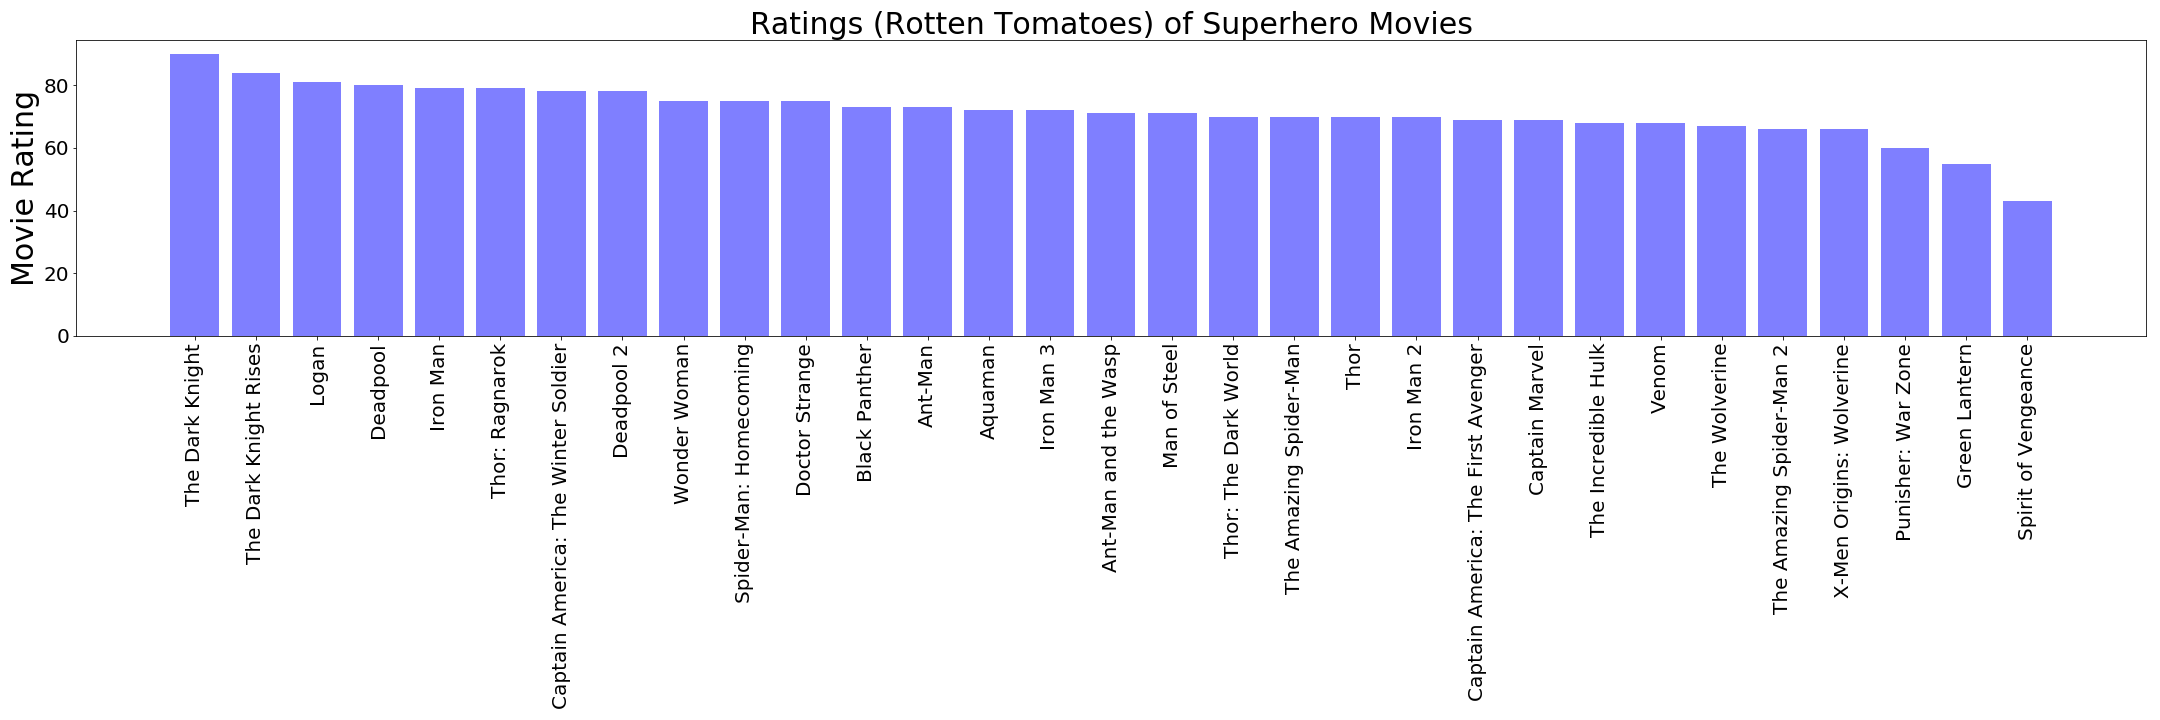 Ratings (Rotten Tomatoes) of Superhero Movies
Movie Rating
80
60
40
20
0
The Dark Knight
The Dark Knight Rises
Logan
Deadpool
Iron Man
Thor: Ragnarok
Captain America: The Winter Soldier
Deadpool 2
Wonder Woman
Spider-Man: Homecoming
Doctor Strange
Black Panther
Ant-Man
Aquaman
Iron Man 3
Ant-Man and the Wasp
Man of Steel
Thor: The Dark World
The Amazing Spider-Man
Thor
Iron Man 2
Captain America: The First Avenger
Captain Marvel
The Incredible Hulk
Venom
The Wolverine
The Amazing Spider-Man 2
X-Men Origins: Wolverine
Punisher: War Zone
Green Lantern
Spirit of Vengeance